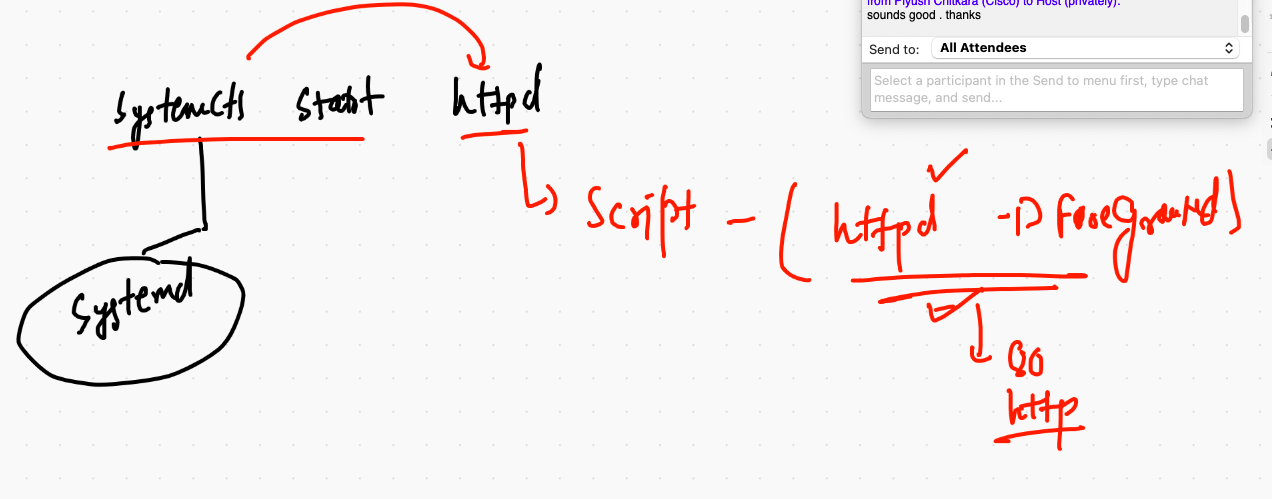 from Piyush Chitkara (Cisco) to Host (privately):
sounds good . thanks
Send to: All Attendees
Select a participant in the Send to menu first, type chat
message, and send...
systemctl start httpd
Script - (httpd -D ForeGround)
Systemd
80
http